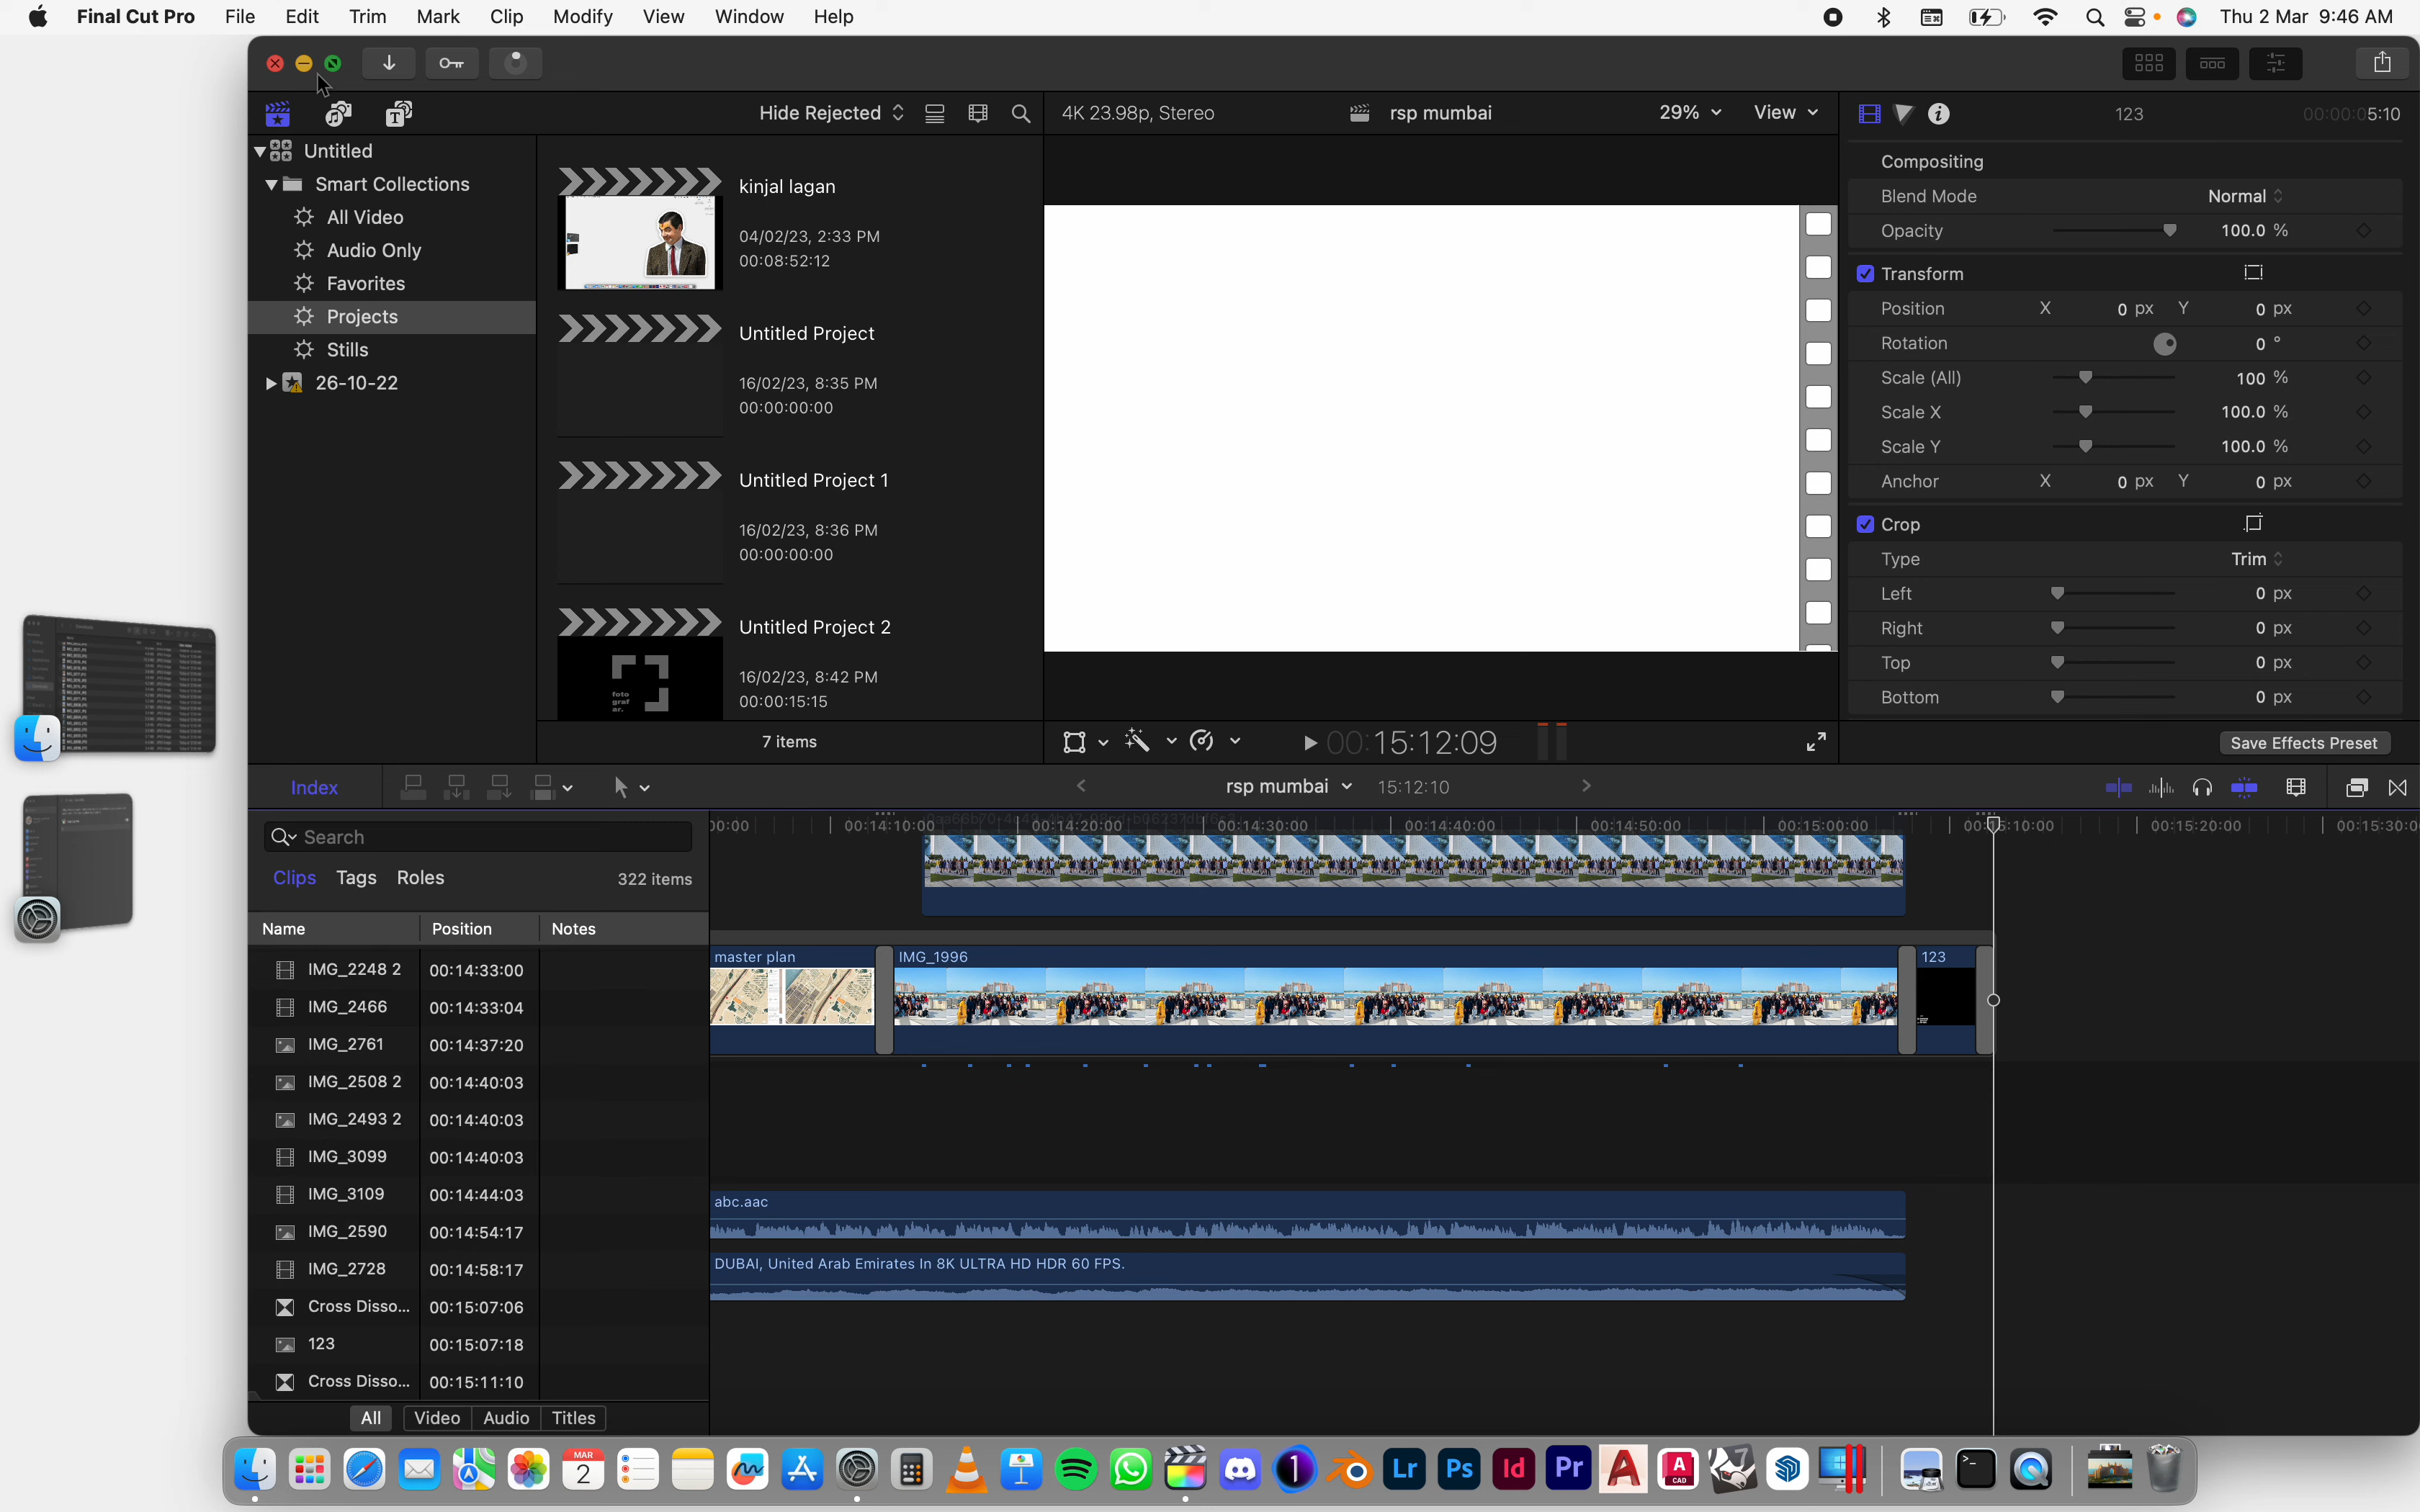 Final Cut Pro File Edit Trim Mark Clip Modify View Window Help Thu 2 Mar 9:46 AM
Hide Rejected
4K 23.98p, Stereo rsp mumbai 29% View
123 00:00:05:10
Untitled
Smart Collections
All Video
Audio Only
Favorites
Projects
Stills
26-10-22
kinjal lagan
04/02/23, 2:33 PM
00:08:52:12
Untitled Project
16/02/23, 8:35 PM
00:00:00:00
Untitled Project 1
16/02/23, 8:36 PM
00:00:00:00
Untitled Project 2
foto
graf
ar.
16/02/23, 8:42 PM
00:00:15:15
7 items
00:15:12:09
Compositing
Blend Mode Normal
Opacity 100.0 %
Transform
Position X 0 px Y 0 px
Rotation 0 °
Scale (All) 100 %
Scale X 100.0 %
Scale Y 100.0 %
Anchor X 0 px Y 0 px
Crop
Type Trim
Left 0 px
Right 0 px
Top 0 px
Bottom 0 px
Save Effects Preset
Index
rsp mumbai 15:12:10
Search
Clips Tags Roles 322 items
Name Position Notes
IMG_2248 2 00:14:33:00
IMG_2466 00:14:33:04
IMG_2761 00:14:37:20
IMG_2508 2 00:14:40:03
IMG_2493 2 00:14:40:03
IMG_3099 00:14:40:03
IMG_3109 00:14:44:03
IMG_2590 00:14:54:17
IMG_2728 00:14:58:17
Cross Disso... 00:15:07:06
123 00:15:07:18
Cross Disso... 00:15:11:10
All Video Audio Titles
00:00 00:14:10:00 00:14:20:00 00:14:30:00 00:14:40:00 00:14:50:00 00:15:00:00 00:15:10:00 00:15:20:00 00:15:30:0
master plan IMG_1996 123
abc.aac
DUBAI, United Arab Emirates In 8K ULTRA HD HDR 60 FPS.
MAR
2
1
Lr
Ps
Id
Pr
A
A
CAD
7